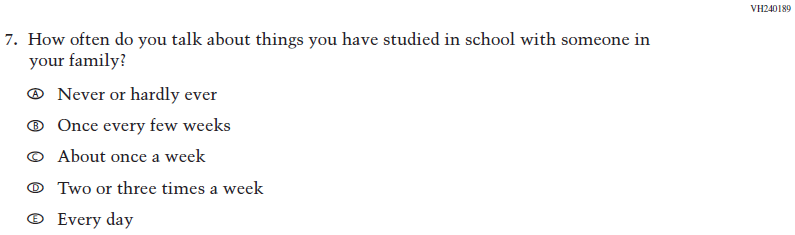 VH240189
7. How often do you talk about things you have studied in school with someone in
your family?
A Never or hardly ever
B Once every few weeks
C About once a week
D Two or three times a week
E Every day